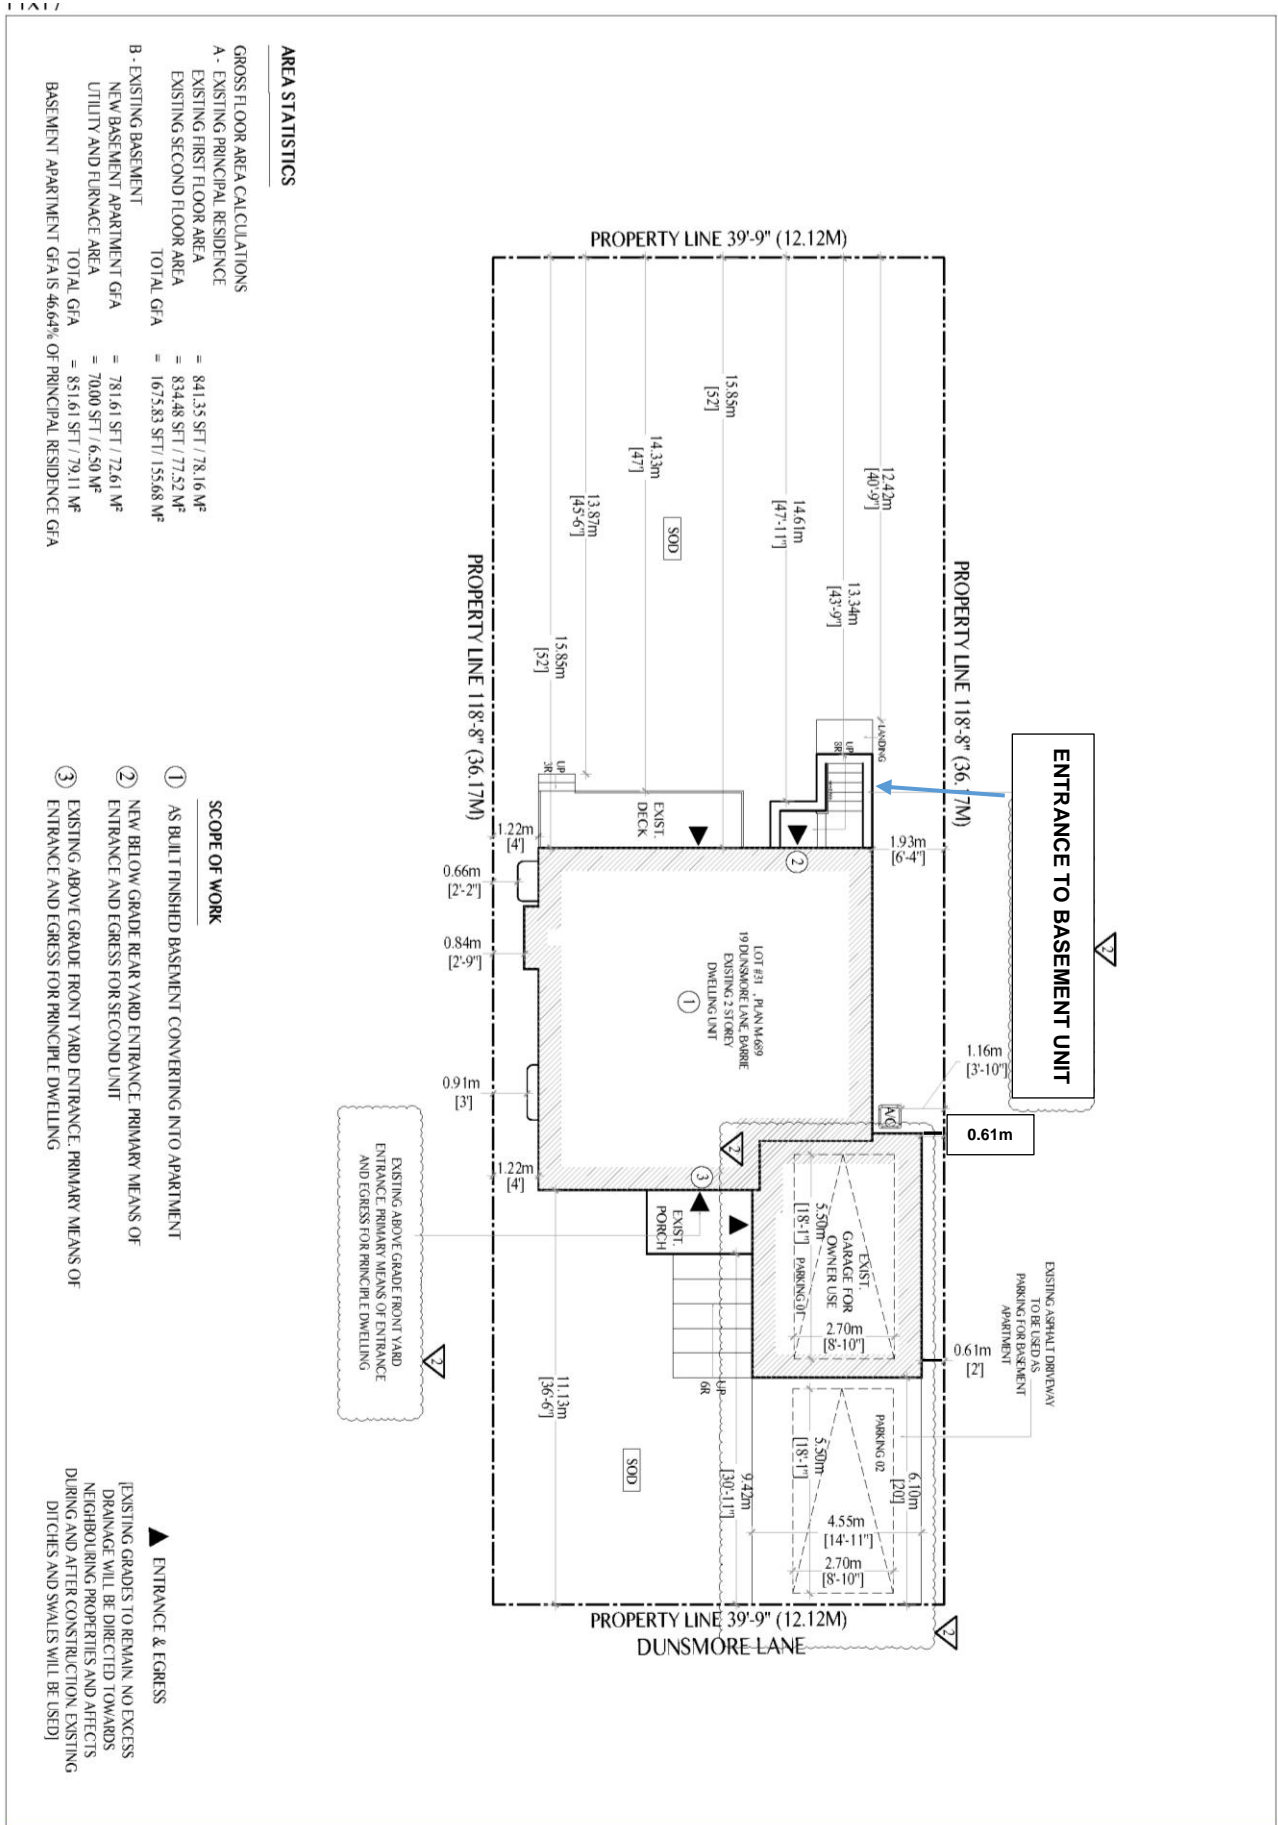 AREA STATISTICS
GROSS FLOOR AREA CALCULATIONS
A - EXISTING PRINCIPAL RESIDENCE
EXISTING FIRST FLOOR AREA = 841.35 SFT / 78.16 M²
EXISTING SECOND FLOOR AREA = 834.48 SFT / 77.52 M²
TOTAL GFA = 1675.83 SFT/ 155.68 M²
B - EXISTING BASEMENT
NEW BASEMENT APARTMENT GFA = 781.61 SFT / 72.61 M²
UTILITY AND FURNACE AREA = 70.00 SFT / 6.50 M²
TOTAL GFA = 851.61 SFT / 79.11 M²
BASEMENT APARTMENT GFA IS 46.64% OF PRINCIPAL RESIDENCE GFA
SCOPE OF WORK
1 AS BUILT FINISHED BASEMENT CONVERTING INTO APARTMENT
2 NEW BELOW GRADE REAR YARD ENTRANCE. PRIMARY MEANS OF
ENTRANCE AND EGRESS FOR SECOND UNIT
3 EXISTING ABOVE GRADE FRONT YARD ENTRANCE. PRIMARY MEANS OF
ENTRANCE AND EGRESS FOR PRINCIPLE DWELLING
ENTRANCE & EGRESS
[EXISTING GRADES TO REMAIN. NO EXCESS
DRAINAGE WILL BE DIRECTED TOWARDS
NEIGHBOURING PROPERTIES AND AFFECTS
DURING AND AFTER CONSTRUCTION. EXISTING
DITCHES AND SWALES WILL BE USED]
PROPERTY LINE 39'-9" (12.12M)
PROPERTY LINE 118'-8" (36.17M)
PROPERTY LINE 118'-8" (36.17M)
12.42m
[40'-9"]
13.34m
[43'-9"]
14.61m
[47'-11"]
15.85m
[52']
14.33m
[47']
13.87m
[45'-6"]
15.85m
[52']
SOD
LANDING
UP
8R
UP
3R
EXIST.
DECK
ENTRANCE TO BASEMENT UNIT
2
1.93m
[6'-4"]
1.22m
[4']
0.66m
[2'-2"]
0.84m
[2'-9"]
0.91m
[3']
1.22m
[4']
2
LOT #31 , PLAN M-689
19 DUNSMORE LANE, BARRIE
EXISTING 2 STOREY
DWELLING UNIT
1
1.16m
[3'-10"]
A/C
0.61m
2
3
EXIST.
PORCH
EXIST.
GARAGE FOR
OWNER USE
5.50m
[18'-1"]
PARKING 01
2.70m
[8'-10"]
0.61m
[2']
EXISTING ABOVE GRADE FRONT YARD
ENTRANCE. PRIMARY MEANS OF ENTRANCE
AND EGRESS FOR PRINCIPLE DWELLING
2
EXISTING ASPHALT DRIVEWAY
TO BE USED AS
PARKING FOR BASEMENT
APARTMENT
UP
6R
11.13m
[36'-6"]
SOD
9.42m
[30'-11"]
PARKING 02
5.50m
[18'-1"]
6.10m
[20']
4.55m
[14'-11"]
2.70m
[8'-10"]
2
PROPERTY LINE 39'-9" (12.12M)
DUNSMORE LANE